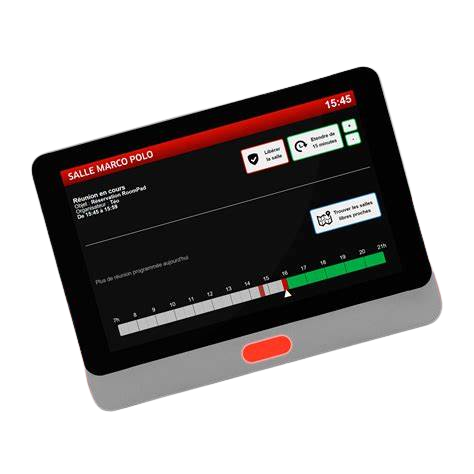 15:45
SALLE MARCO POLO
Réunion en cours
Objet : Réservation RoomPad
Organisateur : Téo
De 15:45 à 15:59
Libérer
la salle
Etendre de
15 minutes
+
-
Trouver les salles
libres proches
Plus de réunion programmée aujourd'hui
7h 8 9 10 11 12 13 14 15 16 17 18 19 20 21h